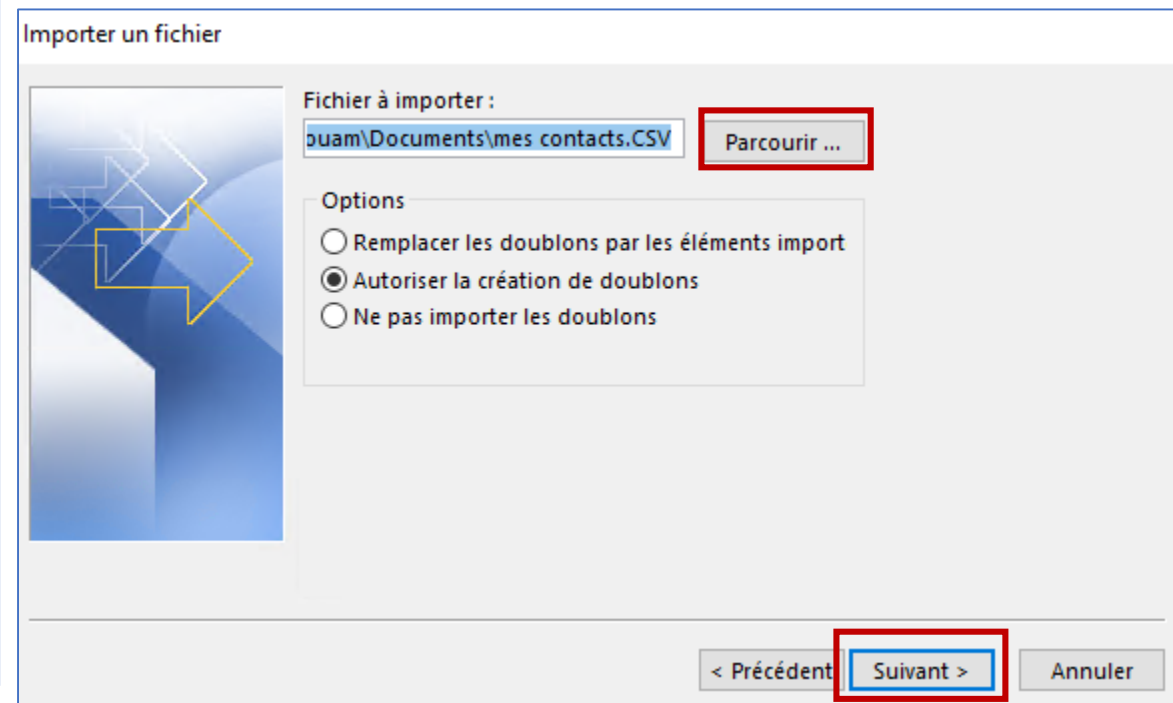 Importer un fichier
Fichier à importer :
ouam\Documents\mes contacts.CSV
Parcourir ...
Options
Remplacer les doublons par les éléments import
Autoriser la création de doublons
Ne pas importer les doublons
< Précédent
Suivant >
Annuler